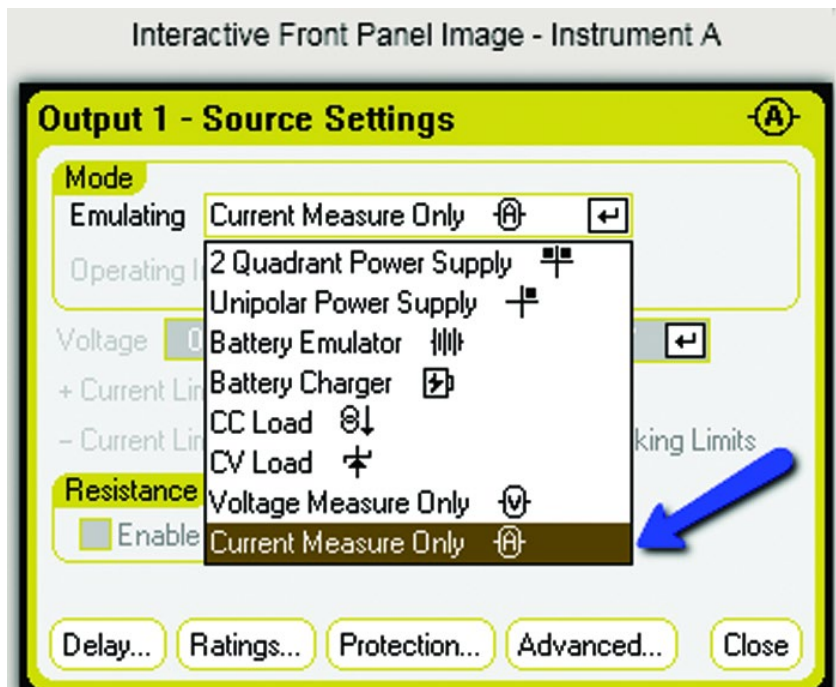 Interactive Front Panel Image - Instrument A
Output 1 - Source Settings
Mode
Emulating Current Measure Only
Operating
2 Quadrant Power Supply
Unipolar Power Supply
Voltage
Battery Emulator
+ Current
Battery Charger
CC Load
- Current
king Limits
CV Load
Resistance
Voltage Measure Only
Enable
Current Measure Only
Delay... Ratings... Protection... Advanced... Close